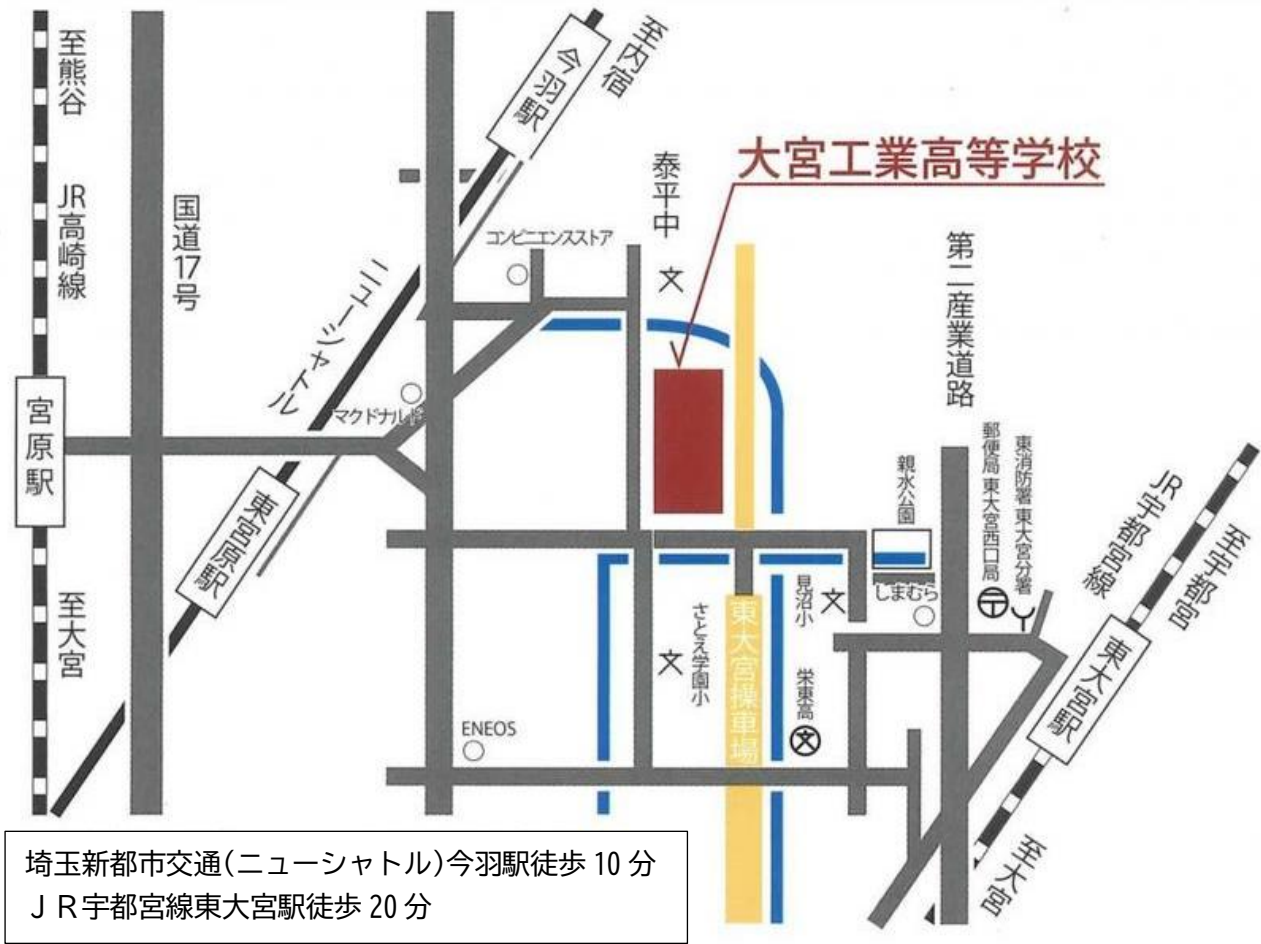 至熊谷
JR高崎線
宮原駅
至大宮
国道17号
ニューシャトル
今羽駅
至内宿
東宮原駅
マクドナルド
コンビニエンスストア
泰平中
大宮工業高等学校
第二産業道路
親水公園
郵便局 東大宮西口局
東消防署 東大宮分署
しまむら
見沼小
さとえ学園小
栄東高
東大宮操車場
ENEOS
JR宇都宮線
至宇都宮
東大宮駅
至大宮
埼玉新都市交通(ニューシャトル)今羽駅徒歩 10 分
ＪＲ宇都宮線東大宮駅徒歩 20 分